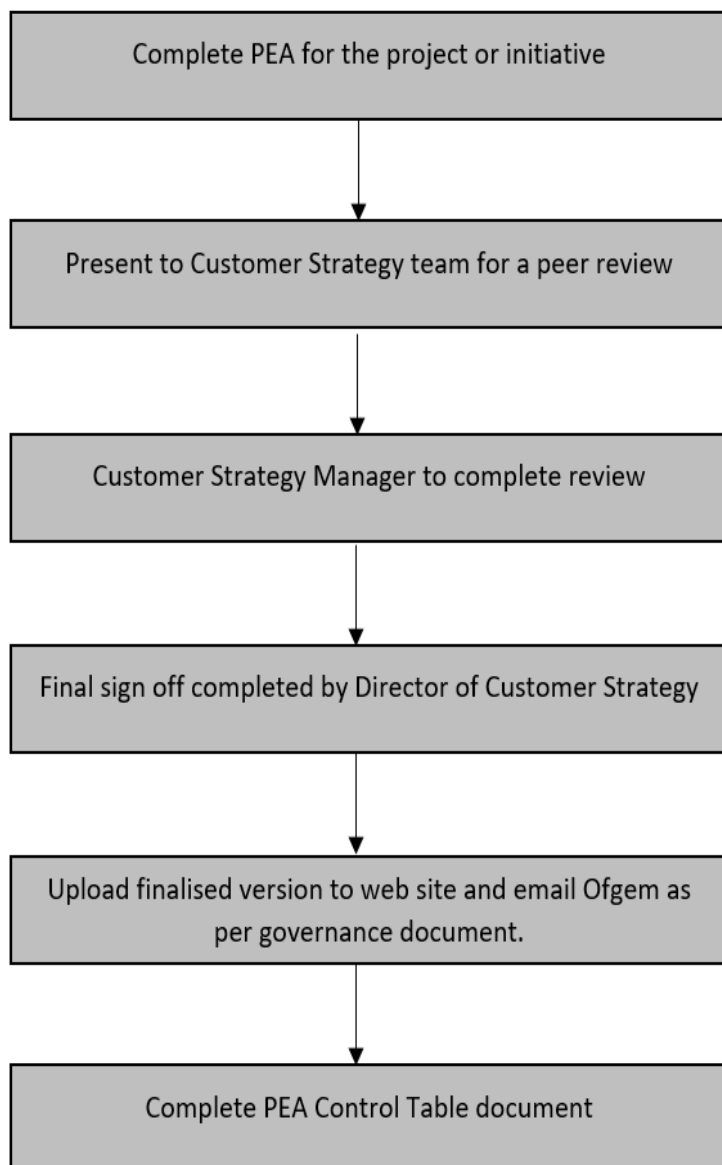 Complete PEA for the project or initiative
Present to Customer Strategy team for a peer review
Customer Strategy Manager to complete review
Final sign off completed by Director of Customer Strategy
Upload finalised version to web site and email Ofgem as
per governance document.
Complete PEA Control Table document